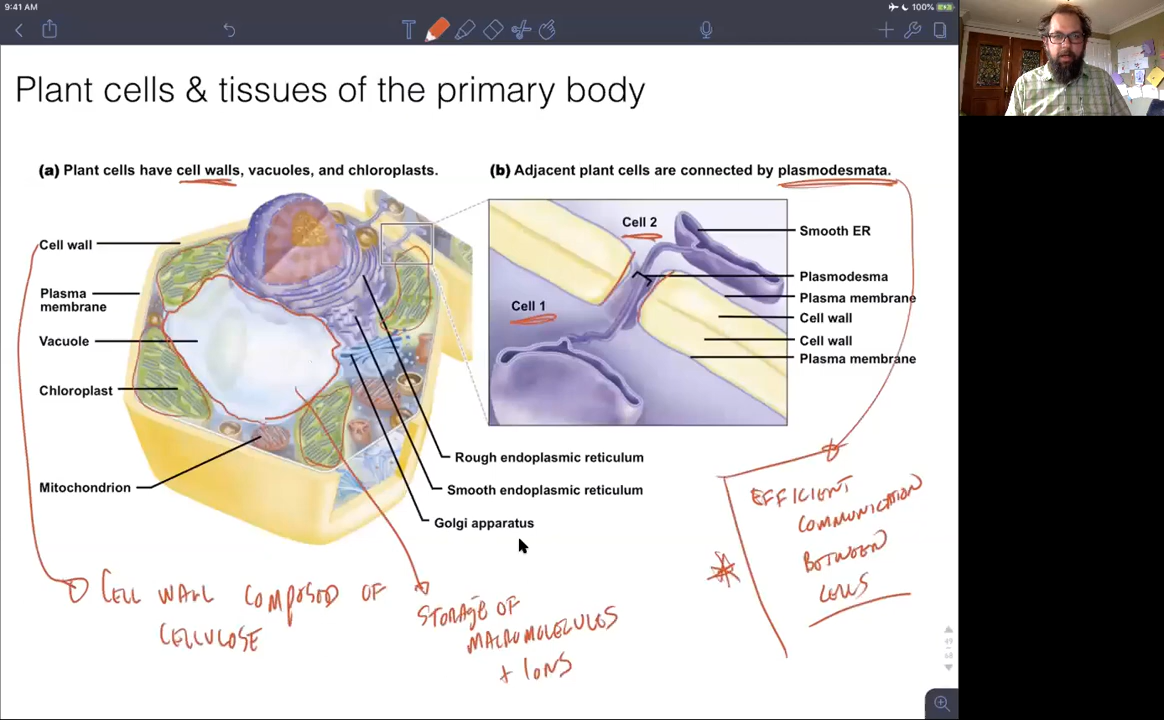 9:41 AM
100%
T
Plant cells & tissues of the primary body
(a) Plant cells have cell walls, vacuoles, and chloroplasts.
Cell wall
Plasma
membrane
Vacuole
Chloroplast
Mitochondrion
Rough endoplasmic reticulum
Smooth endoplasmic reticulum
Golgi apparatus
(b) Adjacent plant cells are connected by plasmodesmata.
Cell 2
Cell 1
Smooth ER
Plasmodesma
Plasma membrane
Cell wall
Cell wall
Plasma membrane
CELL WALL COMPOSED OF
CELLULOSE
STORAGE OF
MACROMOLECULES
+ IONS
EFFICIENT
COMMUNICATION
BETWEEN
CELLS
49
68